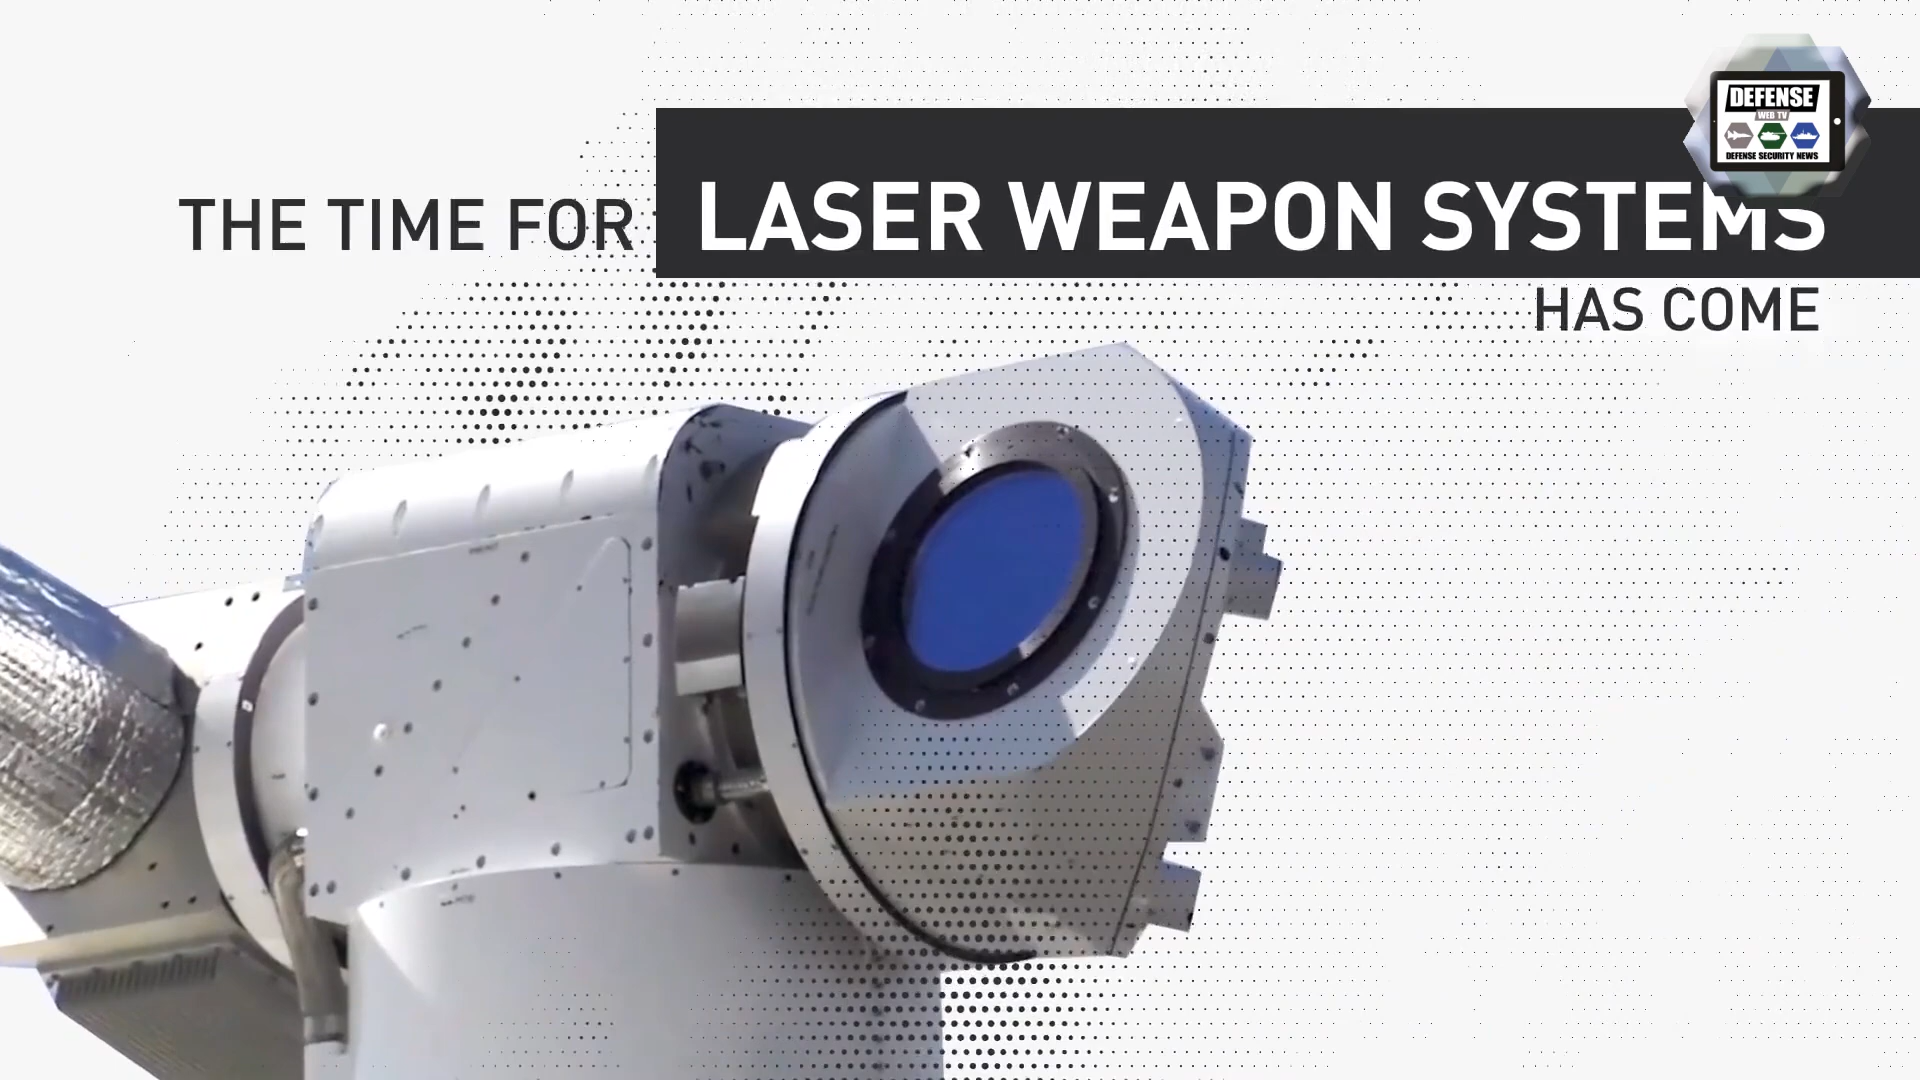 DEFENSE
WEB TV
DEFENSE SECURITY NEWS
THE TIME FOR LASER WEAPON SYSTEMS
HAS COME